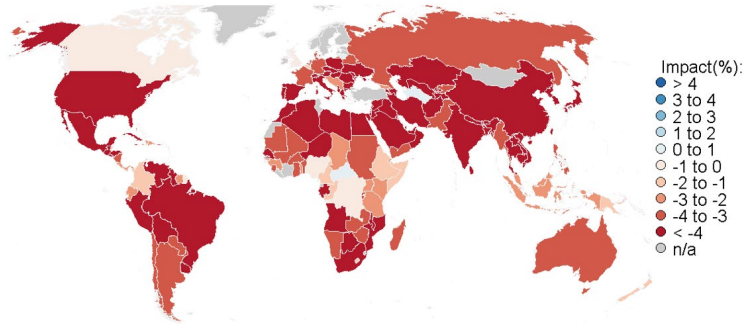 Impact(%):
> 4
3 to 4
2 to 3
1 to 2
0 to 1
-1 to 0
-2 to -1
-3 to -2
-4 to -3
< -4
n/a